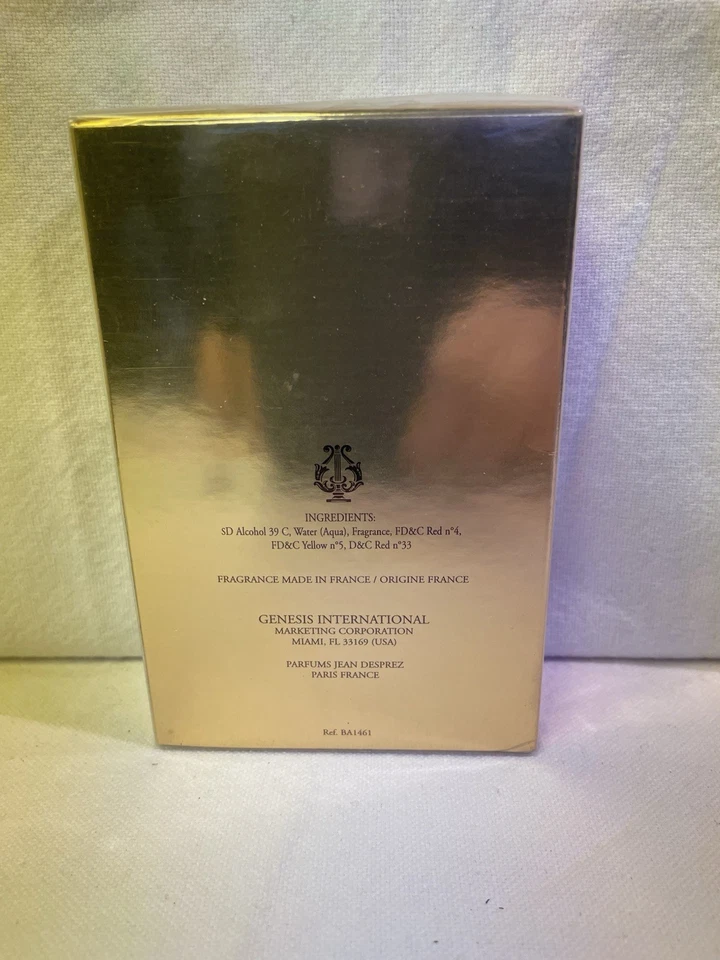 INGREDIENTS:
SD Alcohol 39 C, Water (Aqua), Fragrance, FD&C Red n°4,
FD&C Yellow n°5, D&C Red n°33
FRAGRANCE MADE IN FRANCE / ORIGINE FRANCE
GENESIS INTERNATIONAL
MARKETING CORPORATION
MIAMI, FL 33169 (USA)
PARFUMS JEAN DESPREZ
PARIS FRANCE
Ref. BA1461